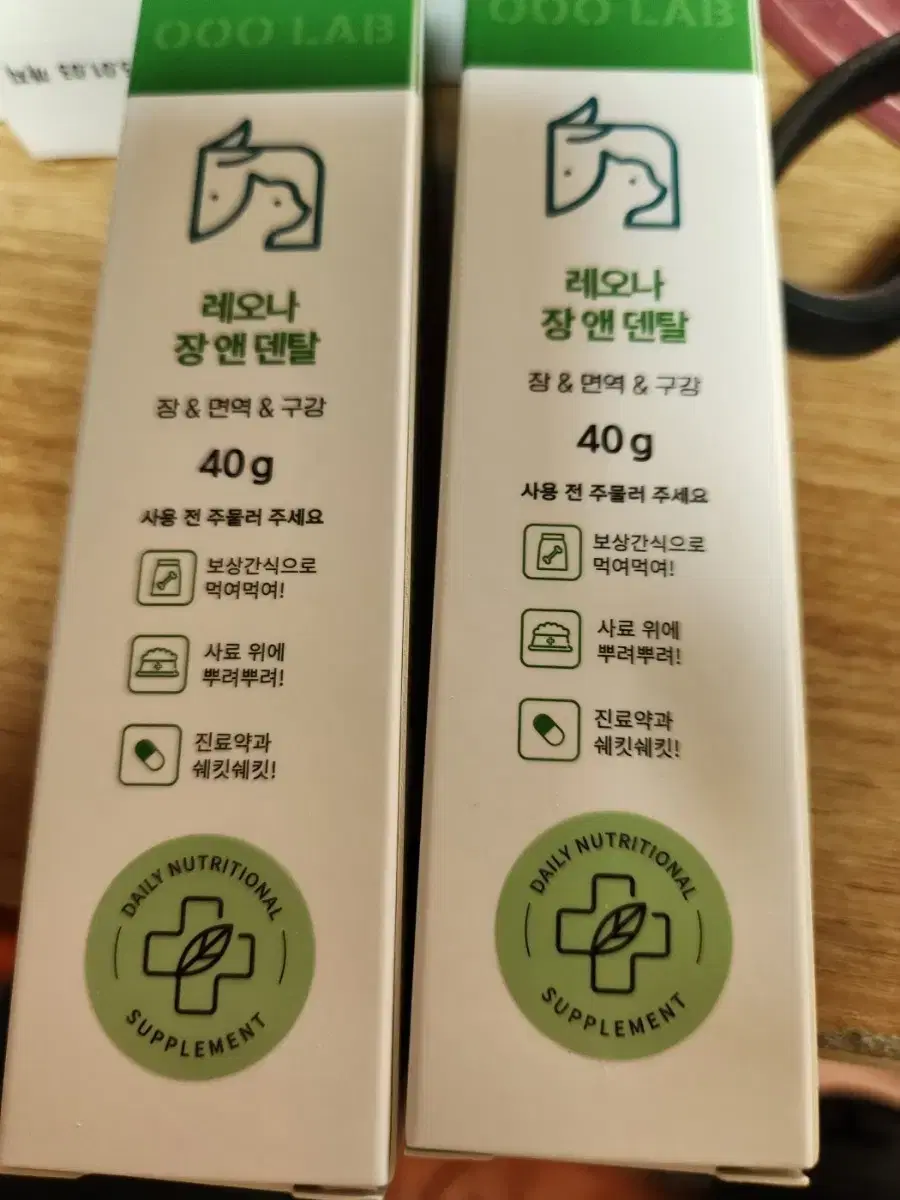 OOO LAB
레오나
장 앤 덴탈
장 & 면역 & 구강
40g
사용 전 주물러 주세요
보상간식으로
먹여먹여!
사료 위에
뿌려뿌려!
진료약과
쉐킷쉐킷!
DAILY NUTRITIONAL
SUPPLEMENT
OOO LAB
레오나
장 앤 덴탈
장 & 면역 & 구강
40g
사용 전 주물러 주세요
보상간식으로
먹여먹여!
사료 위에
뿌려뿌려!
진료약과
쉐킷쉐킷!
DAILY NUTRITIONAL
SUPPLEMENT